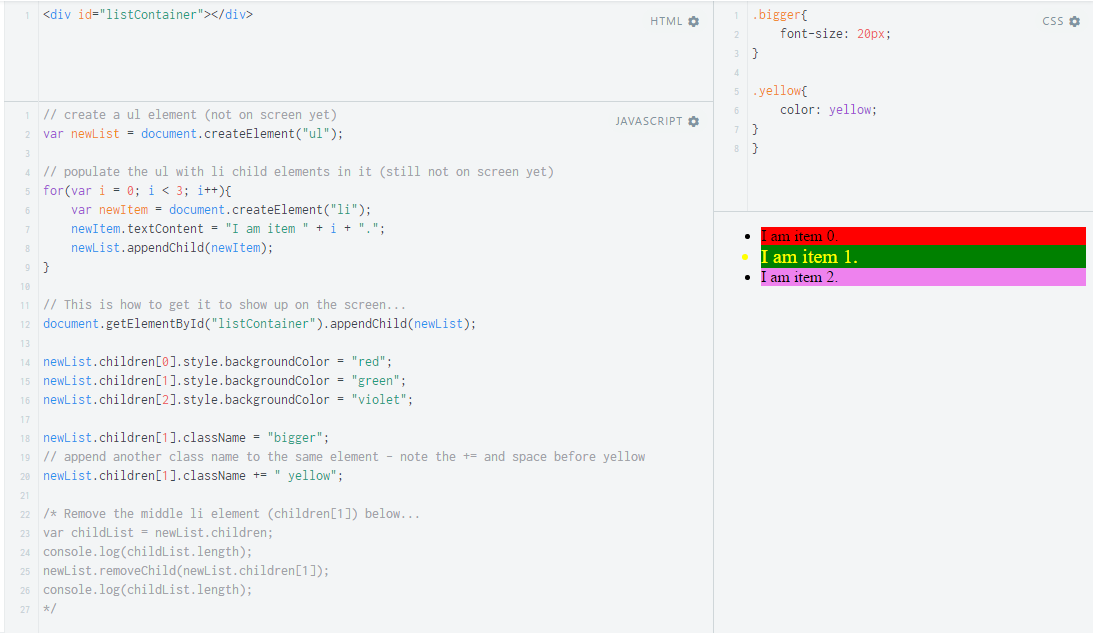 1 <div id="listContainer"></div>
HTML
1 // create a ul element (not on screen yet)
JAVASCRIPT
2 var newList = document.createElement("ul");
3
4 // populate the ul with li child elements in it (still not on screen yet)
5 for(var i = 0; i < 3; i++){
6     var newItem = document.createElement("li");
7     newItem.textContent = "I am item " + i + ".";
8     newList.appendChild(newItem);
9 }
10
11 // This is how to get it to show up on the screen...
12 document.getElementById("listContainer").appendChild(newList);
13
14 newList.children[0].style.backgroundColor = "red";
15 newList.children[1].style.backgroundColor = "green";
16 newList.children[2].style.backgroundColor = "violet";
17
18 newList.children[1].className = "bigger";
19 // append another class name to the same element - note the += and space before yellow
20 newList.children[1].className += " yellow";
21
22 /* Remove the middle li element (children[1]) below...
23 var childList = newList.children;
24 console.log(childList.length);
25 newList.removeChild(newList.children[1]);
26 console.log(childList.length);
27 */
1 .bigger{
CSS
2     font-size: 20px;
3 }
4
5 .yellow{
6     color: yellow;
7 }
8 }
• I am item 0.
• I am item 1.
• I am item 2.